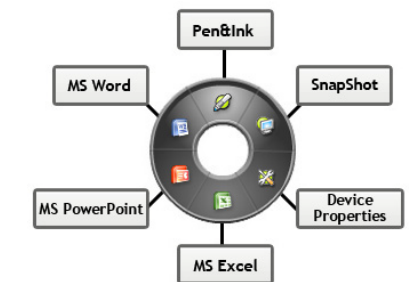 Pen&Ink
MS Word
SnapShot
MS PowerPoint
Device
Properties
MS Excel